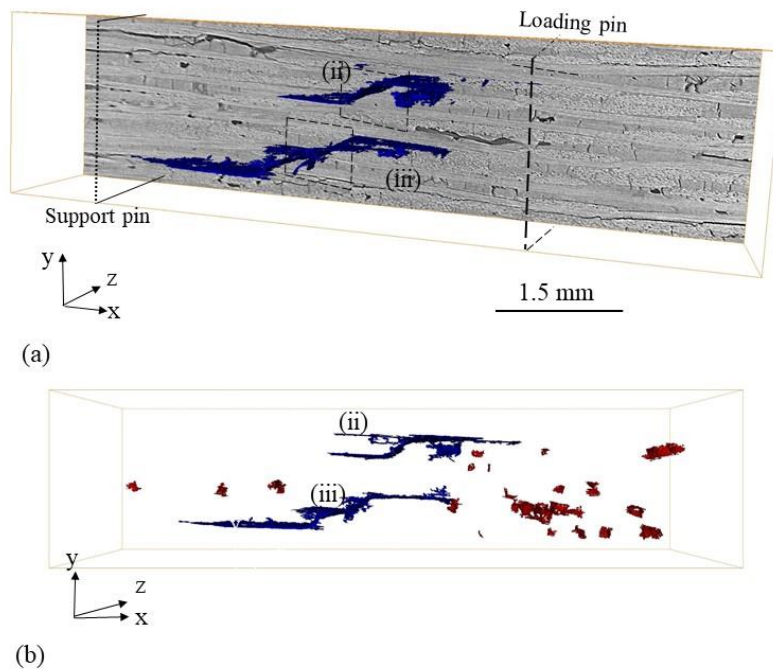 Loading pin
(ii)
(iii)
Support pin
y
z
x
1.5 mm
(a)
(ii)
(iii)
y
z
x
(b)